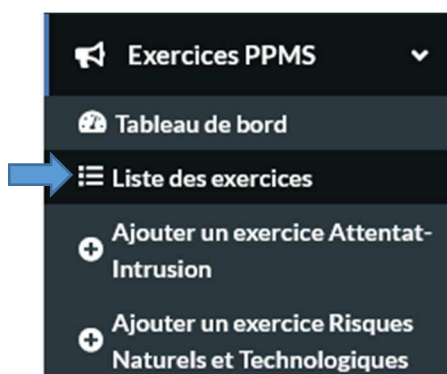 Exercices PPMS
Tableau de bord
Liste des exercices
Ajouter un exercice Attentat-
Intrusion
Ajouter un exercice Risques
Naturels et Technologiques